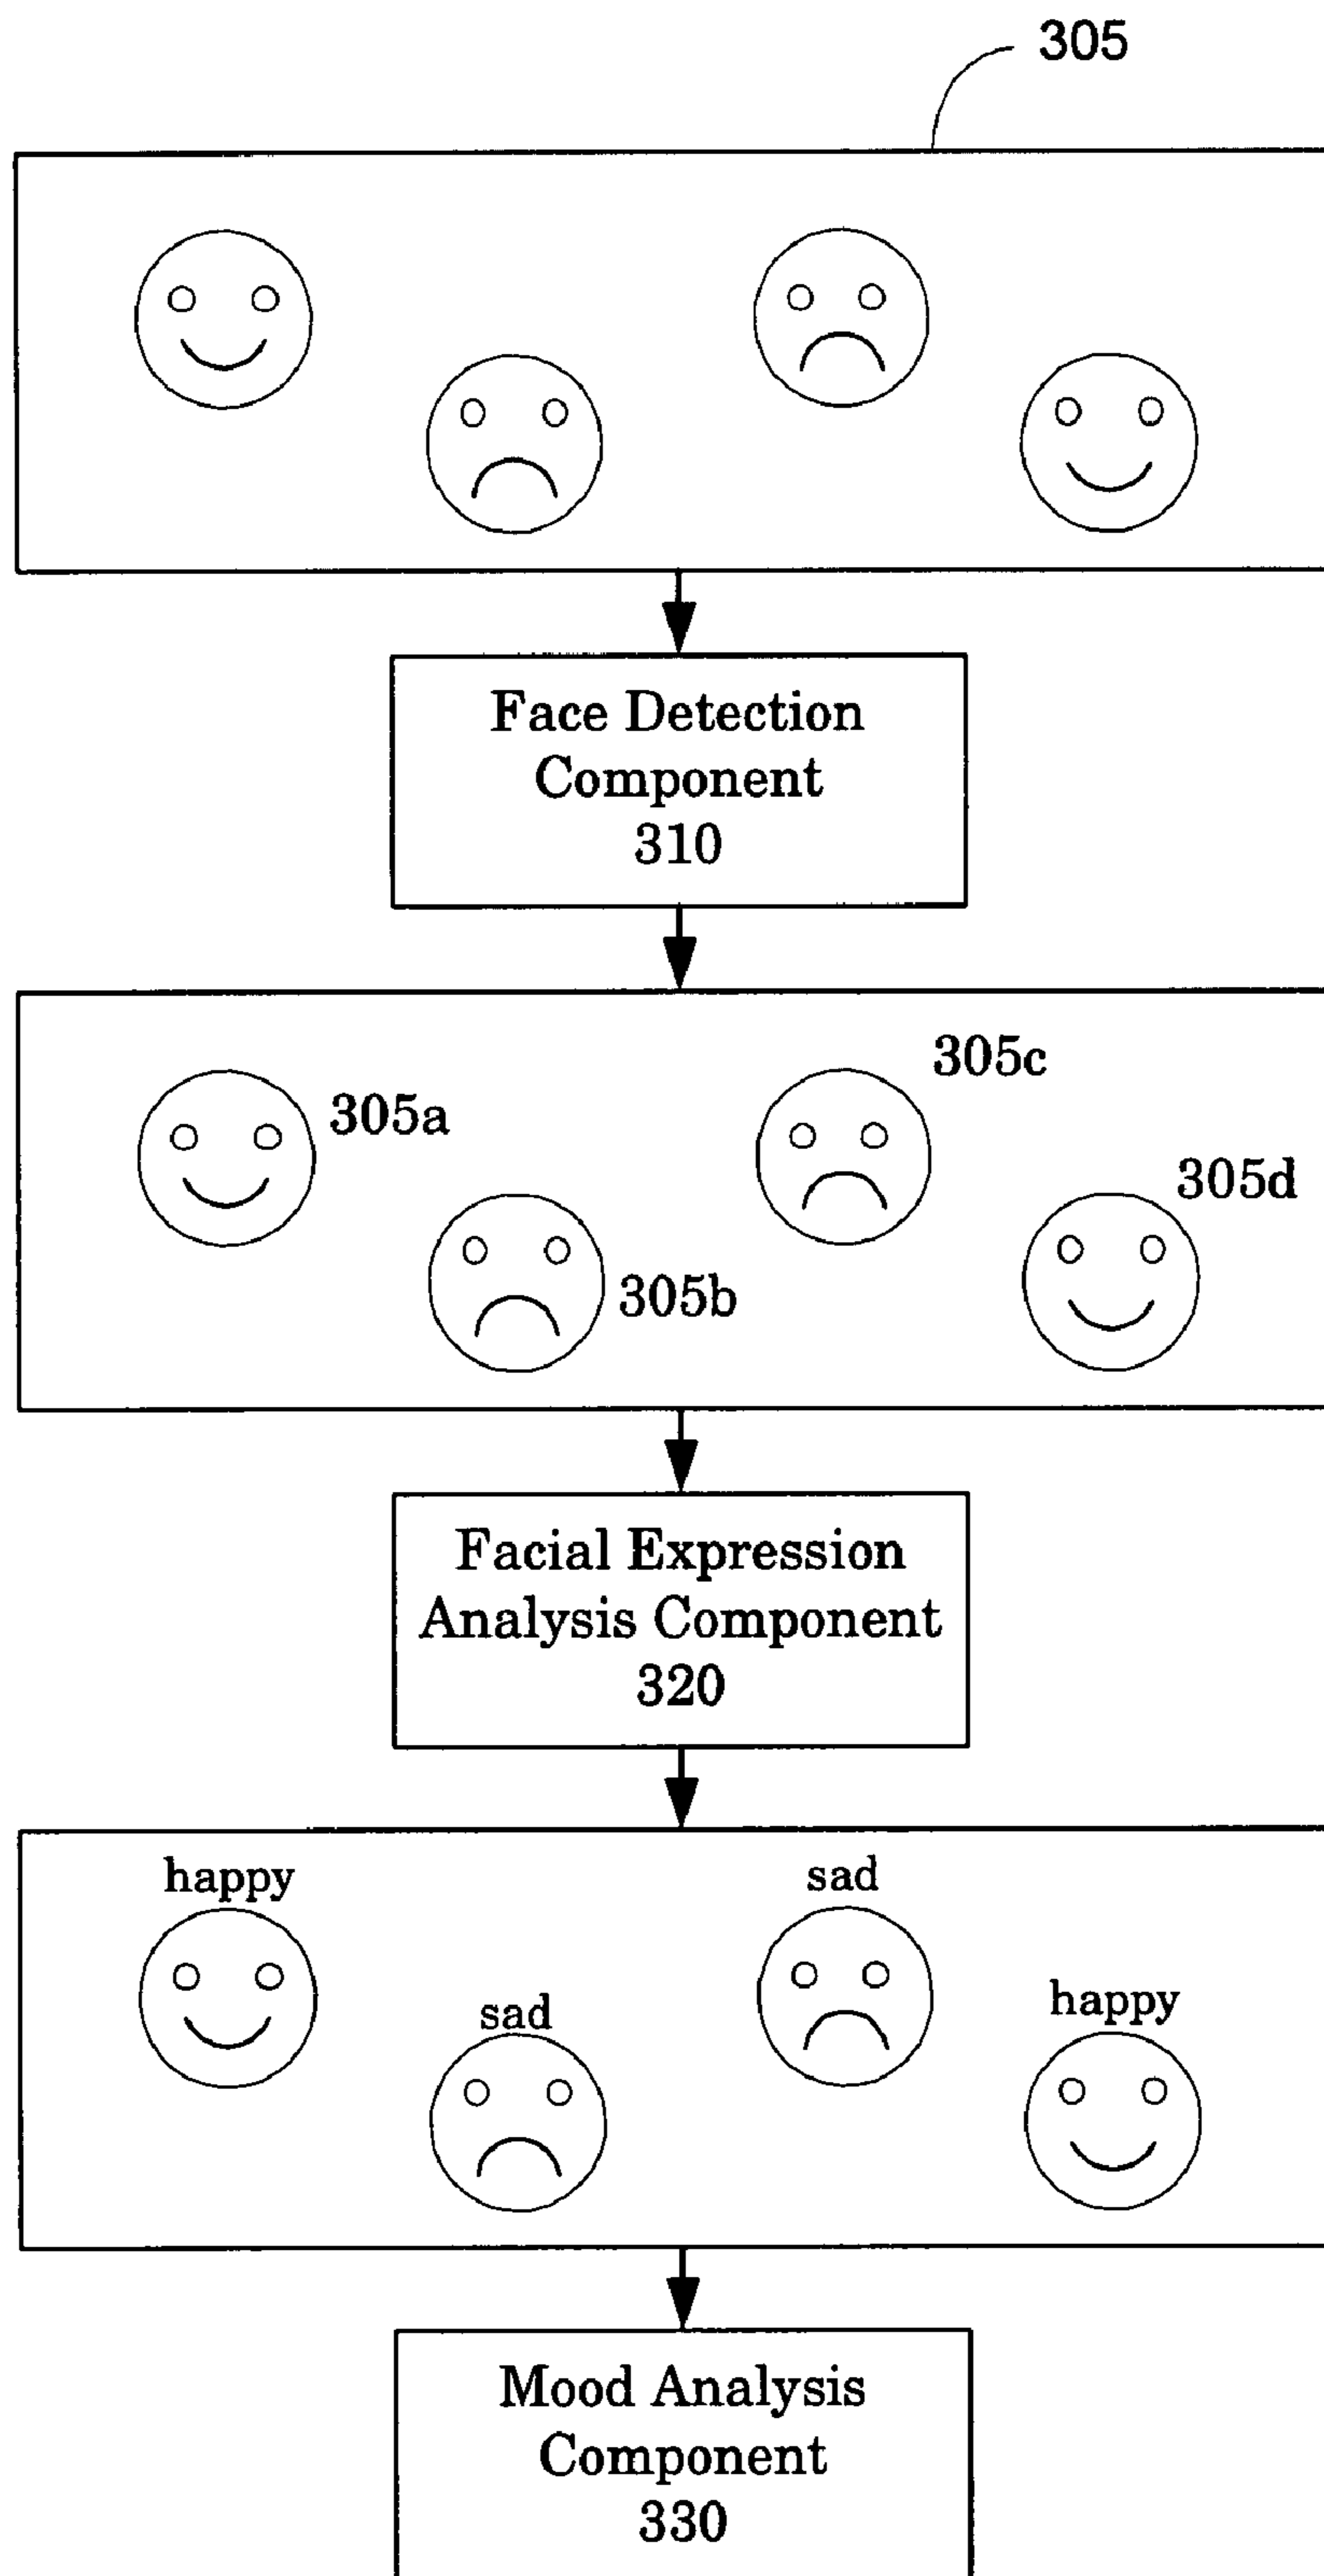 305
Face Detection
Component
310
305c
305a
305d
305b
Facial Expression
Analysis Component
320
happy
sad
sad
happy
Mood Analysis
Component
330